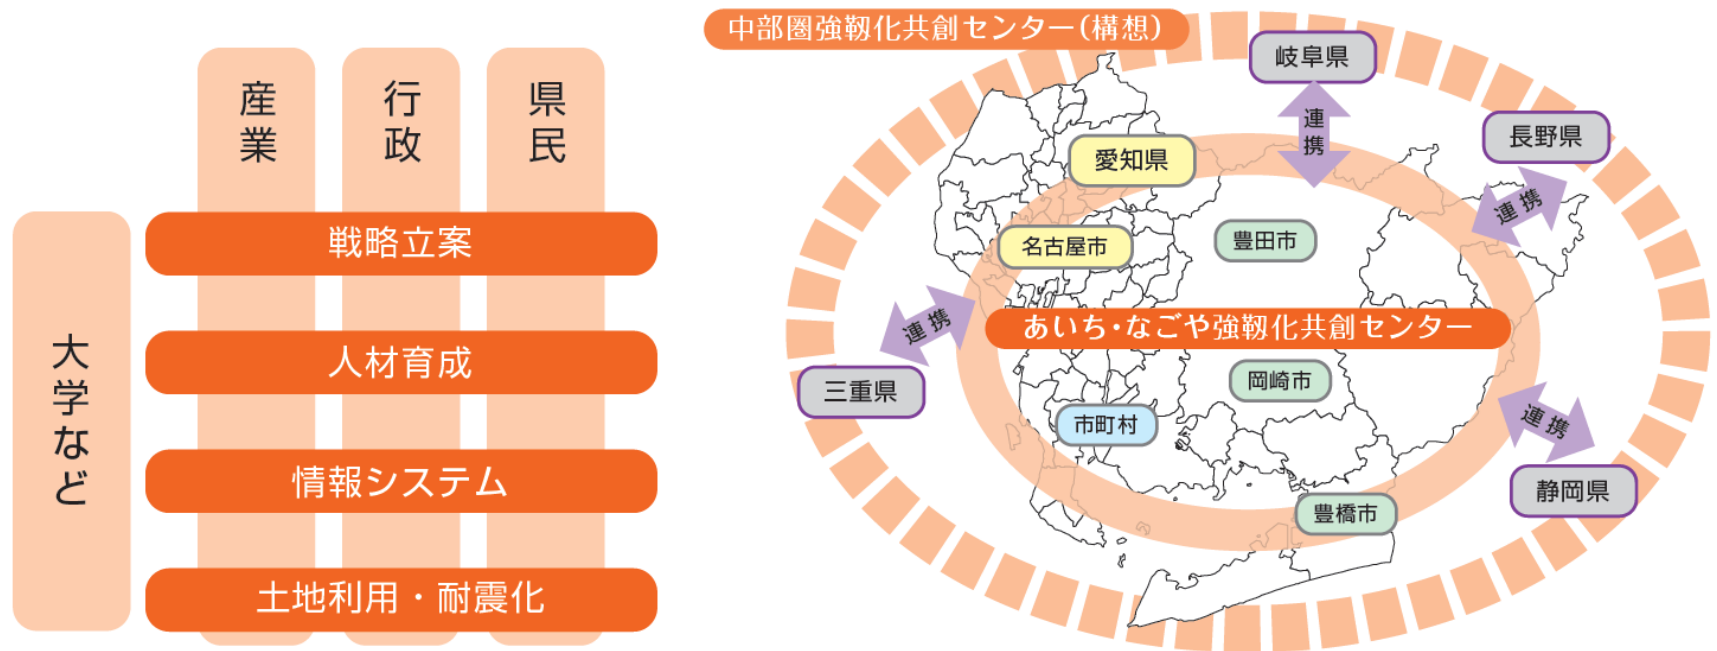 産業
行政
県民
大学など
戦略立案
人材育成
情報システム
土地利用・耐震化
中部圏強靱化共創センター(構想)
岐阜県
連携
長野県
連携
愛知県
名古屋市
豊田市
連携
三重県
あいち・なごや強靱化共創センター
岡崎市
市町村
連携
静岡県
豊橋市